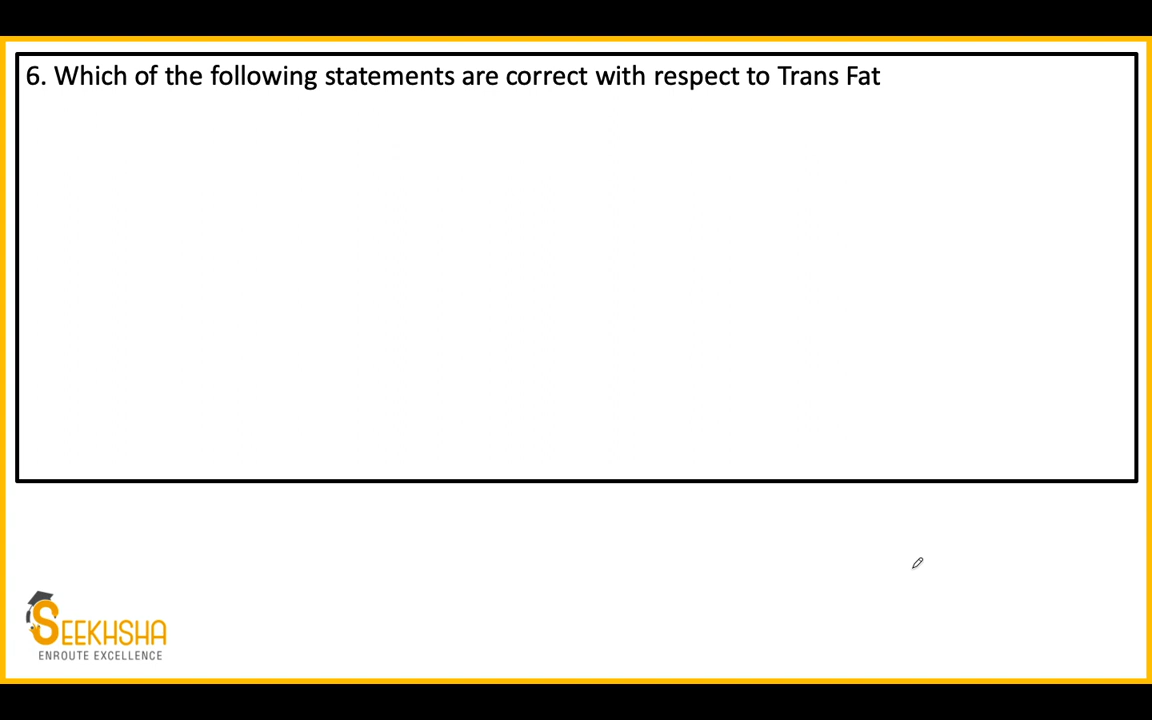 6. Which of the following statements are correct with respect to Trans Fat
SEEKHSHA
ENROUTE EXCELLENCE